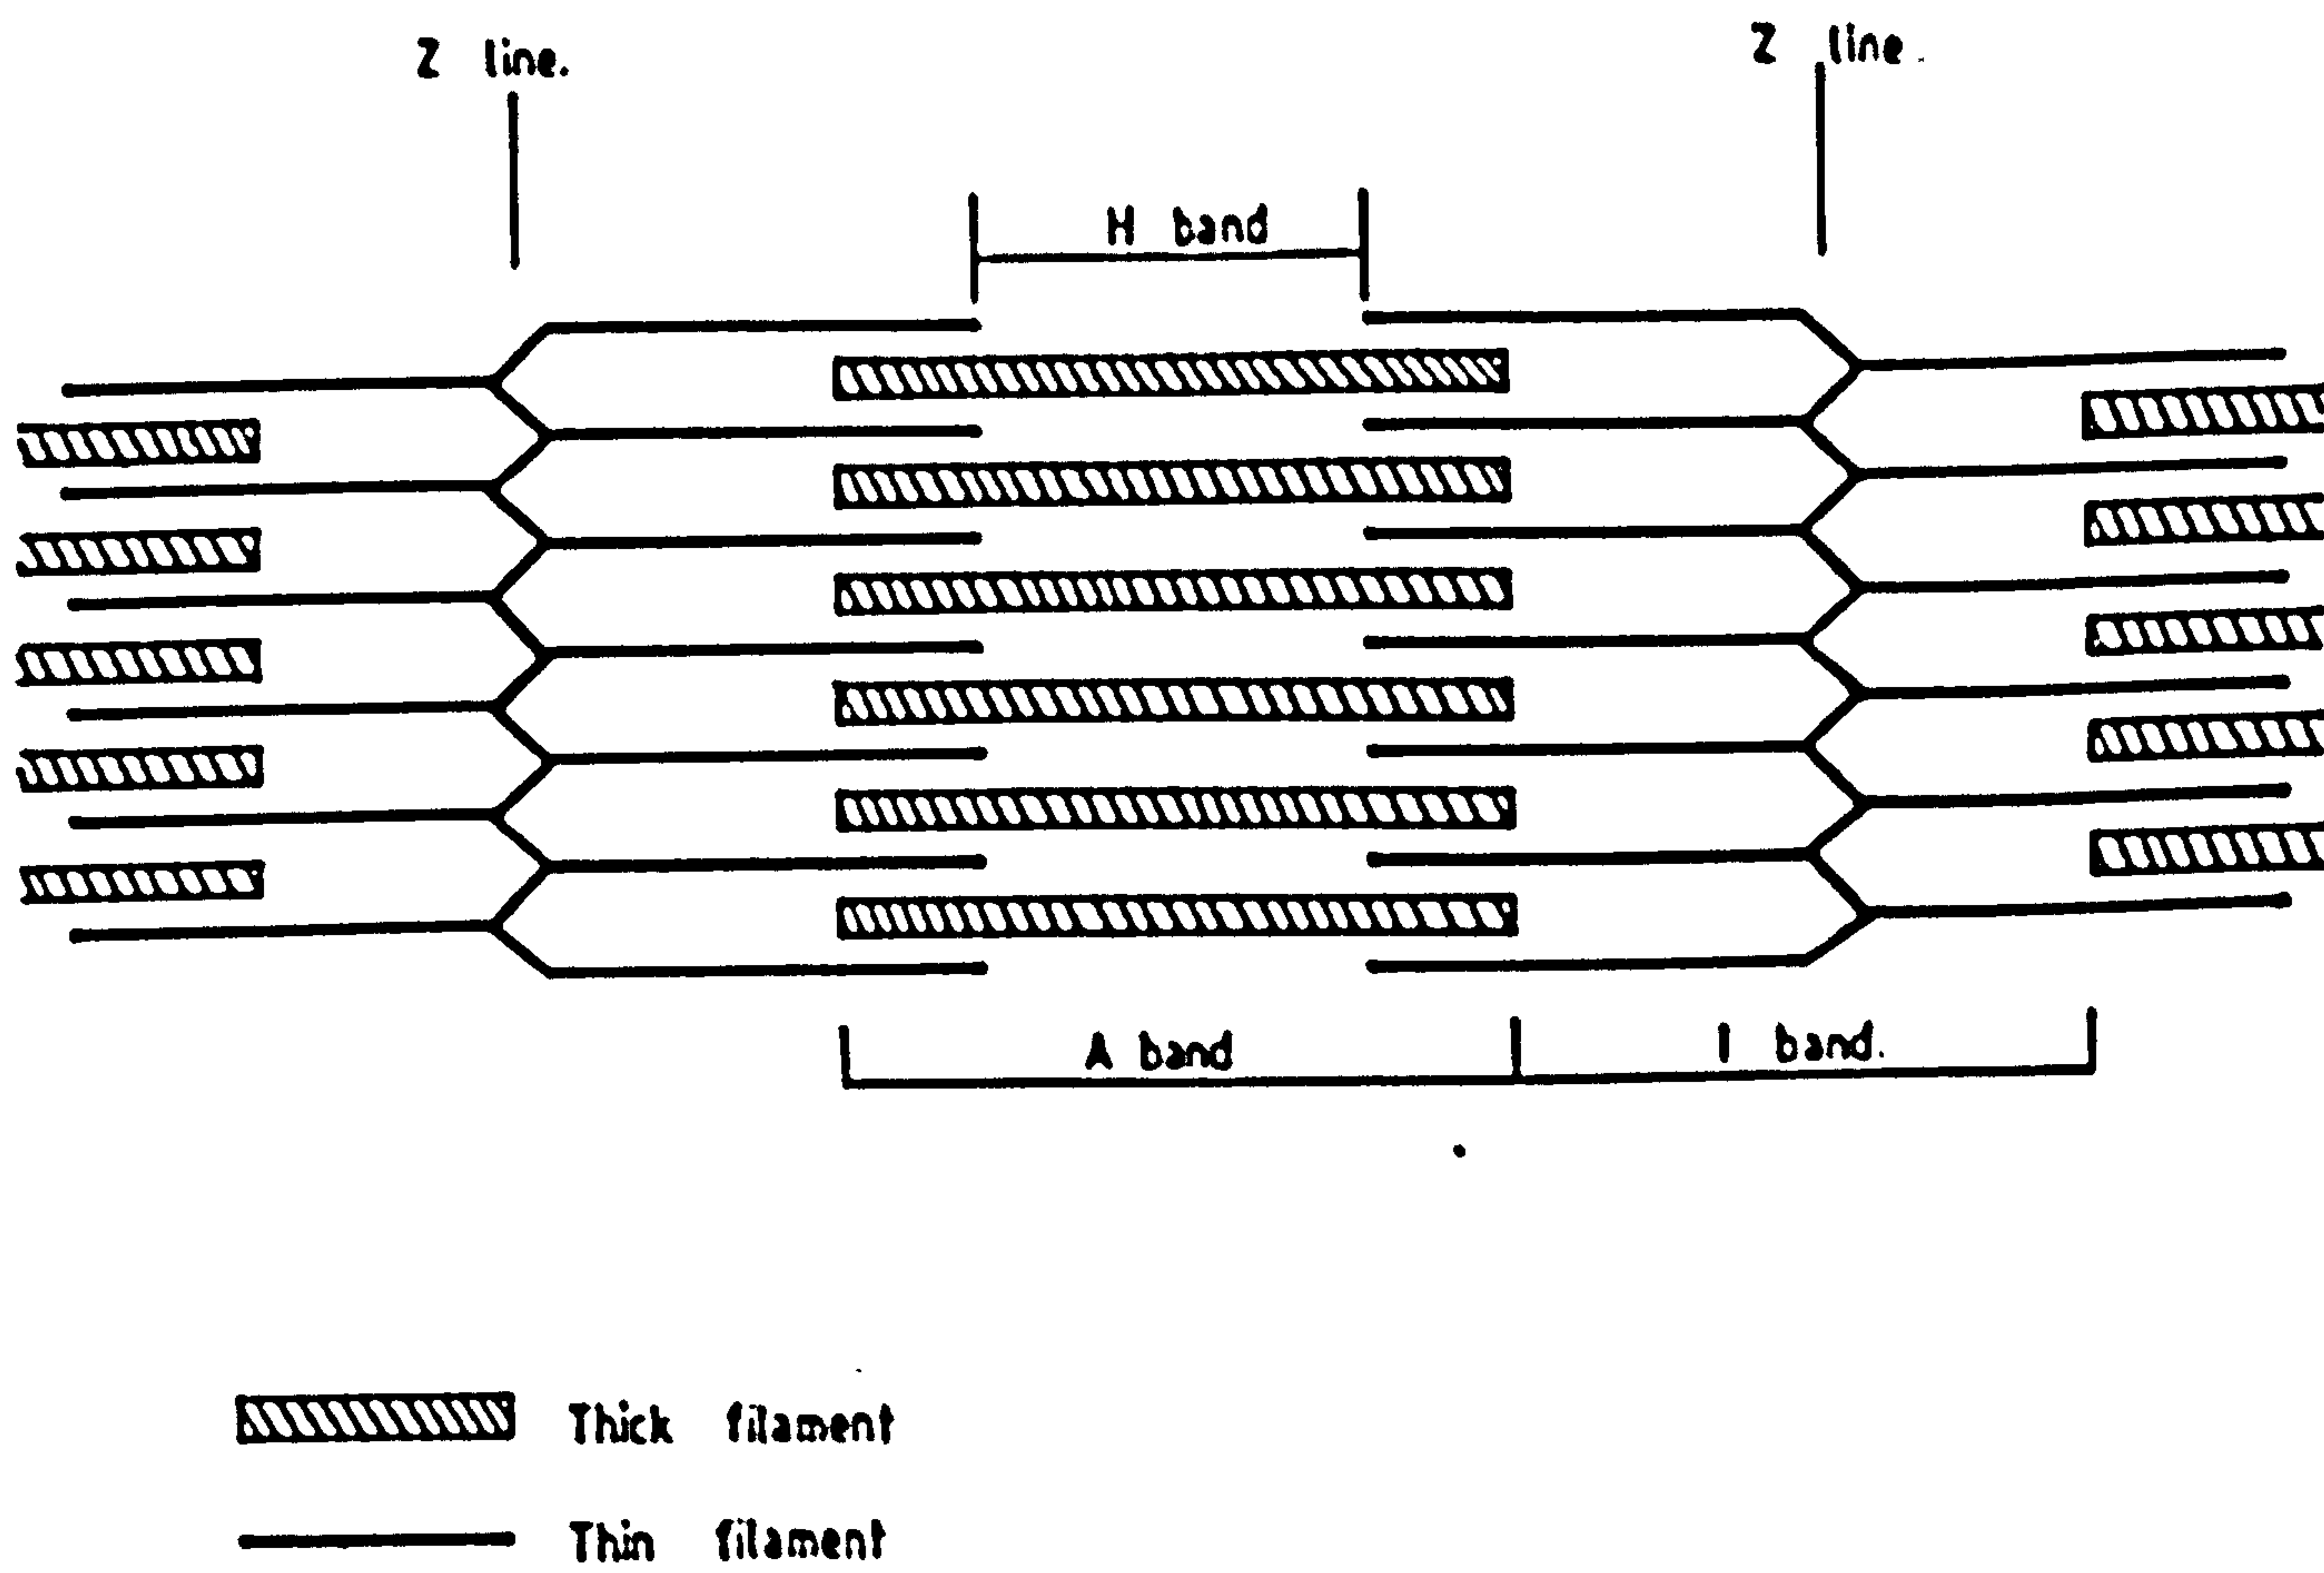 Z line.
Z line.
H band
A band
I band.
Thick filament
Thin filament